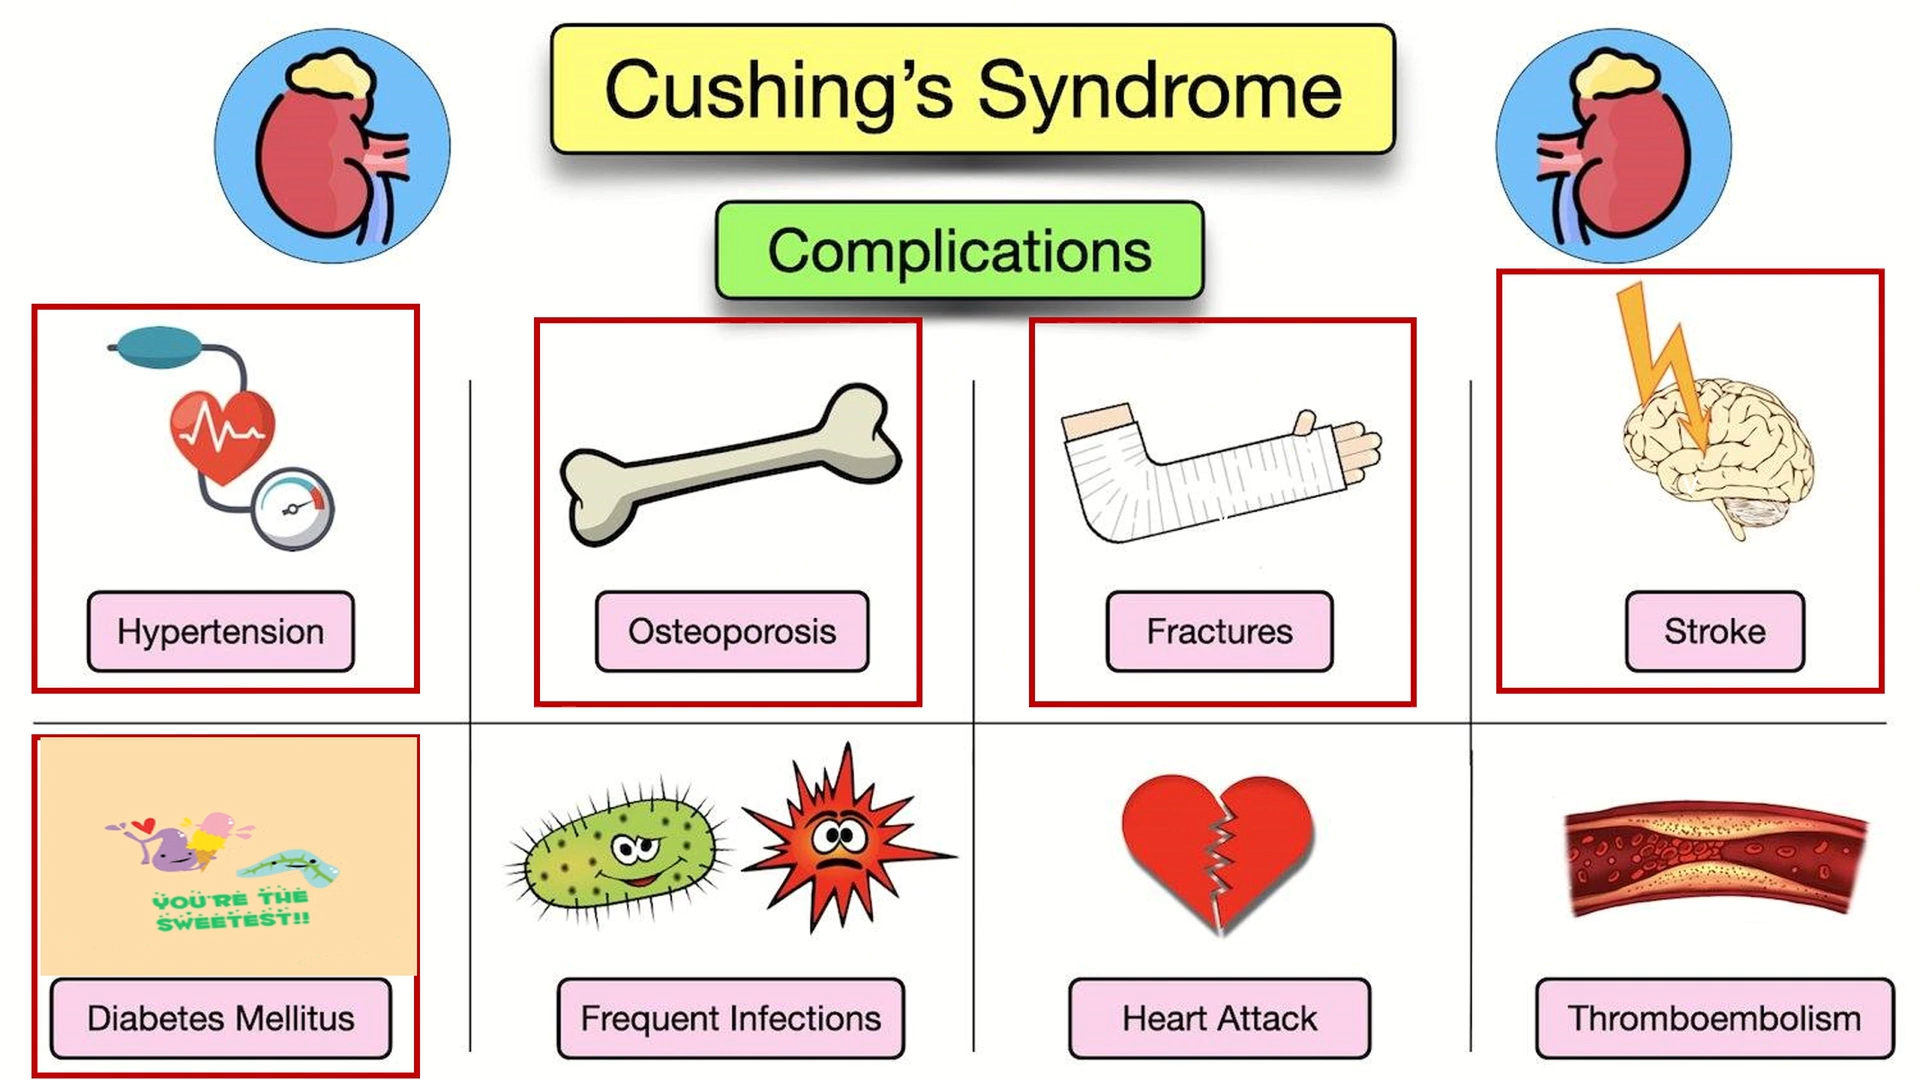 Cushing's Syndrome
Complications
Hypertension
Osteoporosis
Fractures
Stroke
YOU'RE THE
SWEETEST!!
Diabetes Mellitus
Frequent Infections
Heart Attack
Thromboembolism